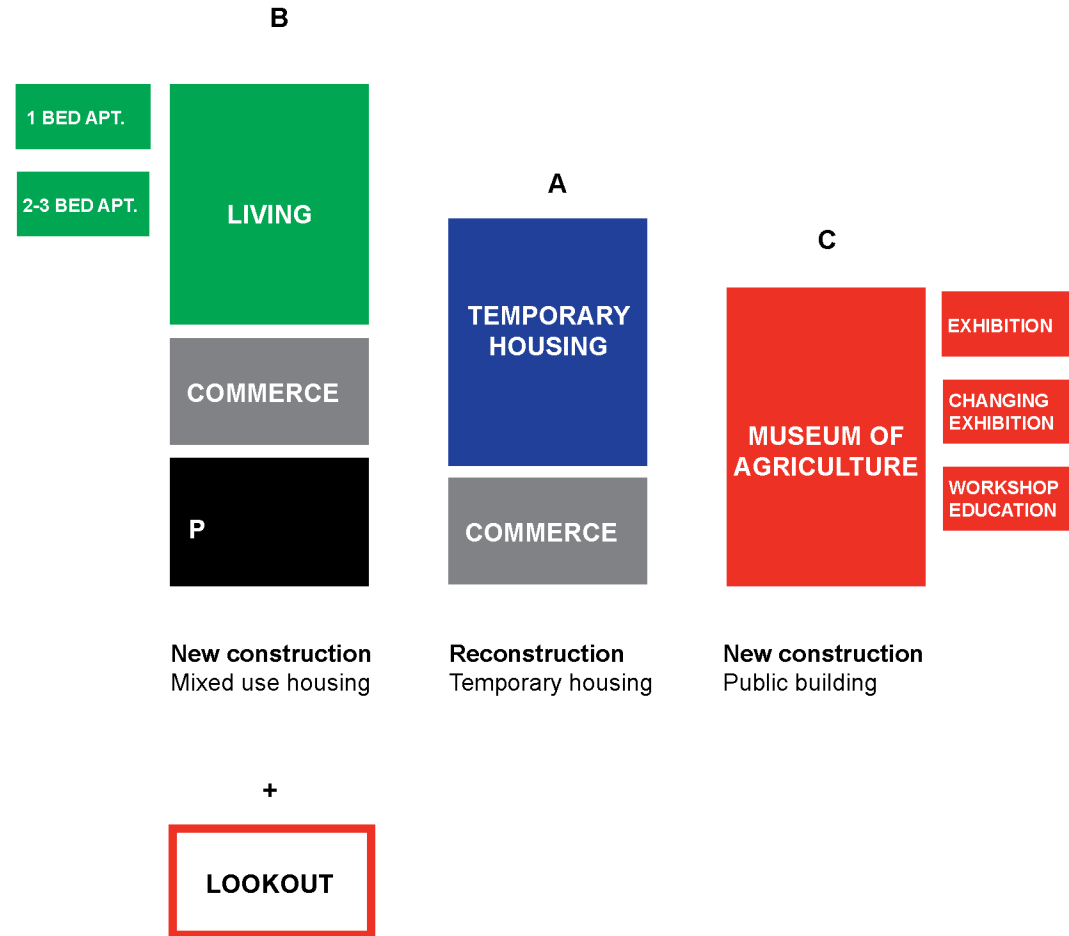 B
1 BED APT.
2-3 BED APT.
LIVING
COMMERCE
P
New construction
Mixed use housing
A
TEMPORARY
HOUSING
COMMERCE
Reconstruction
Temporary housing
C
MUSEUM OF
AGRICULTURE
EXHIBITION
CHANGING
EXHIBITION
WORKSHOP
EDUCATION
New construction
Public building
+
LOOKOUT